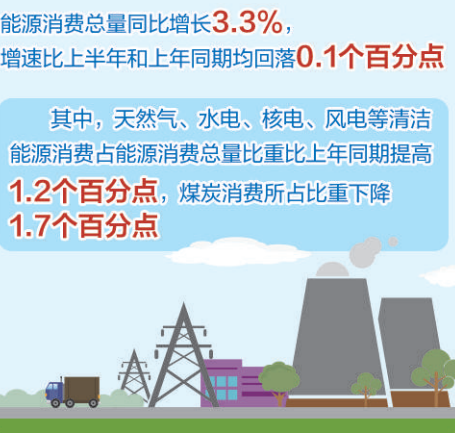 能源消费总量同比增长3.3%，
增速比上半年和上年同期均回落0.1个百分点
其中，天然气、水电、核电、风电等清洁
能源消费占能源消费总量比重比上年同期提高
1.2个百分点，煤炭消费所占比重下降
1.7个百分点